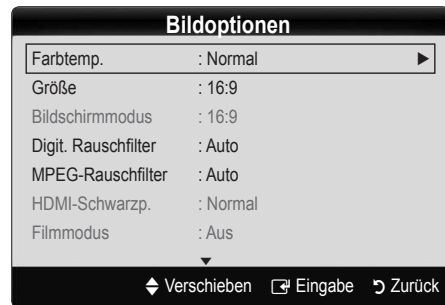 Bildoptionen
Farbtemp. : Normal ►
Größe : 16:9
Bildschirmmodus : 16:9
Digit. Rauschfilter : Auto
MPEG-Rauschfilter : Auto
HDMI-Schwarzp. : Normal
Filmmodus : Aus
Verschieben Eingabe Zurück